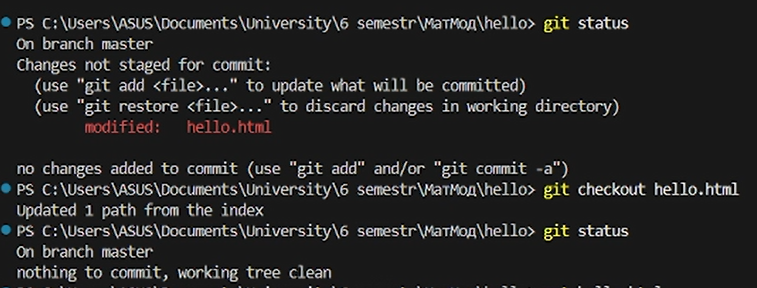 PS C:\Users\ASUS\Documents\University\6 semestr\МатМод\hello> git status
On branch master
Changes not staged for commit:
  (use "git add <file>..." to update what will be committed)
  (use "git restore <file>..." to discard changes in working directory)
        modified:   hello.html

no changes added to commit (use "git add" and/or "git commit -a")
PS C:\Users\ASUS\Documents\University\6 semestr\МатМод\hello> git checkout hello.html
Updated 1 path from the index
PS C:\Users\ASUS\Documents\University\6 semestr\МатМод\hello> git status
On branch master
nothing to commit, working tree clean